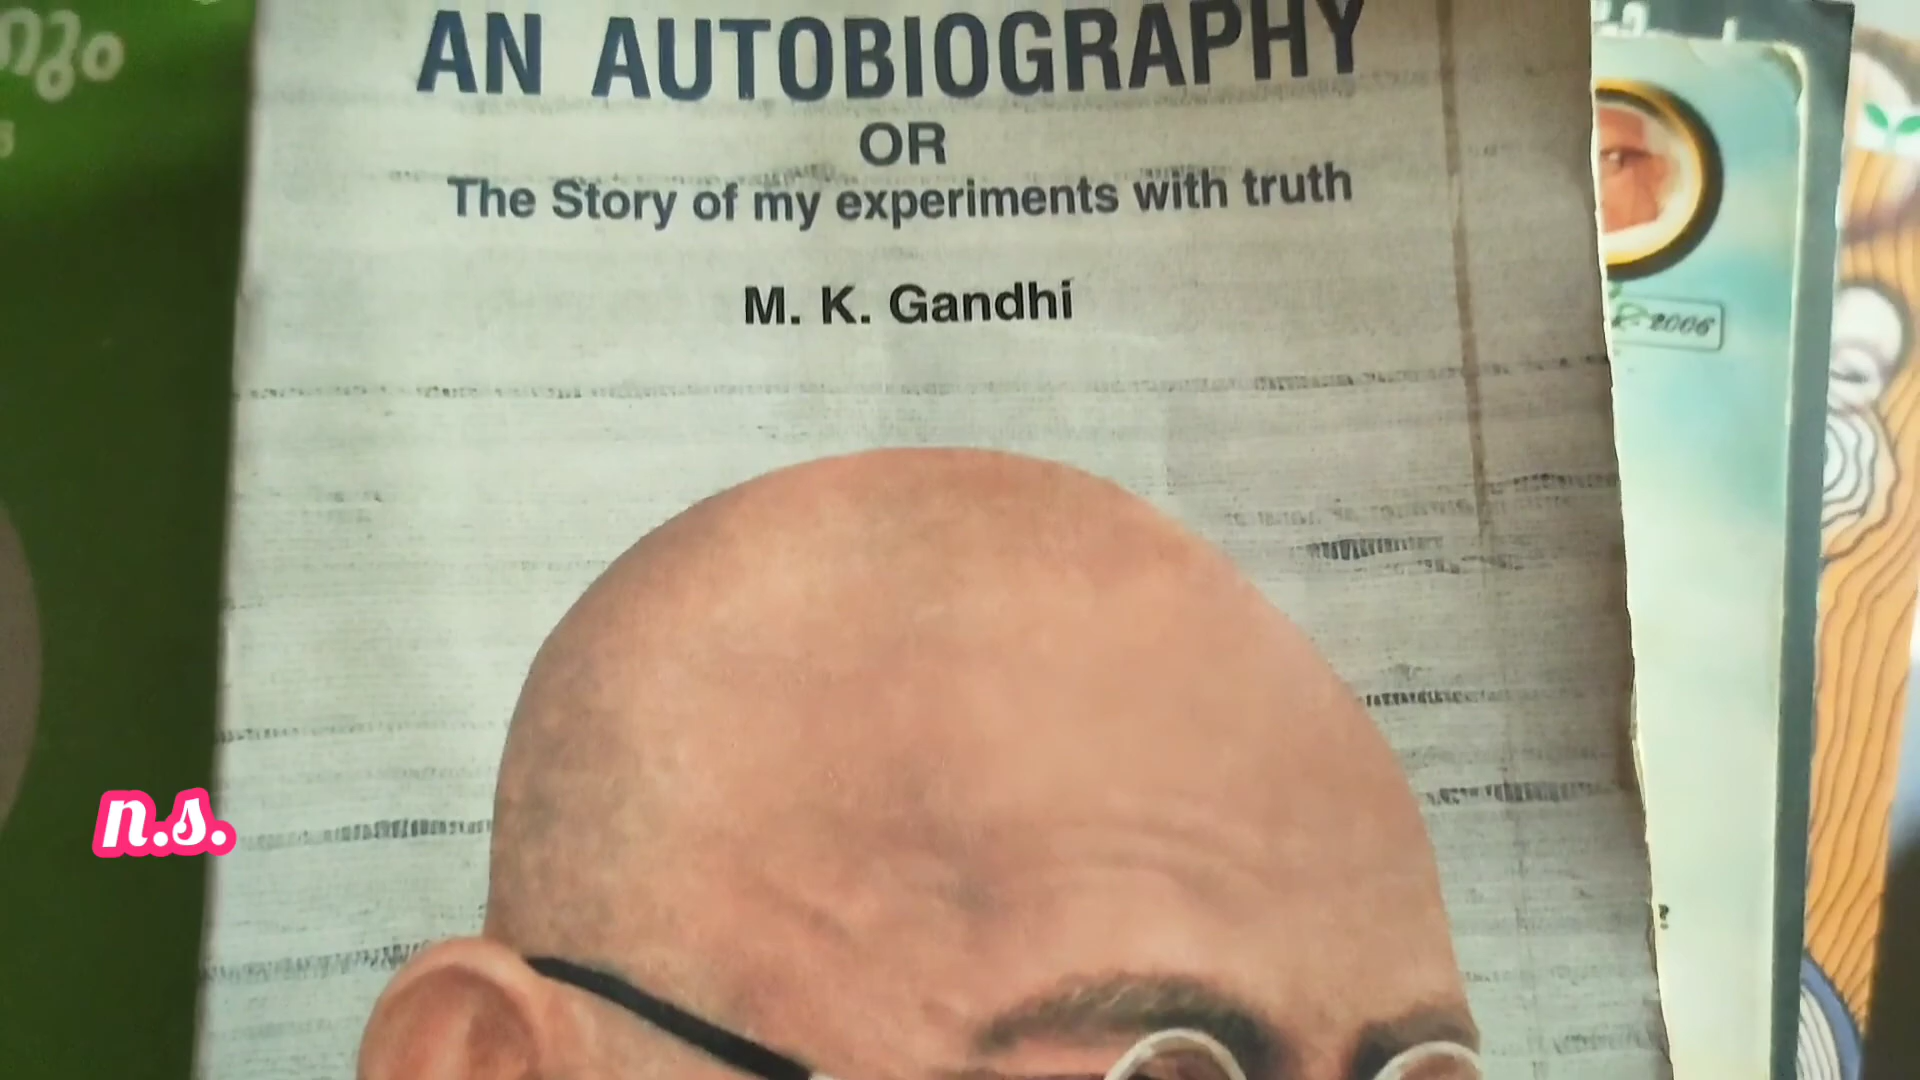 AN AUTOBIOGRAPHY
OR
The Story of my experiments with truth
M. K. Gandhi
2006
n.s.